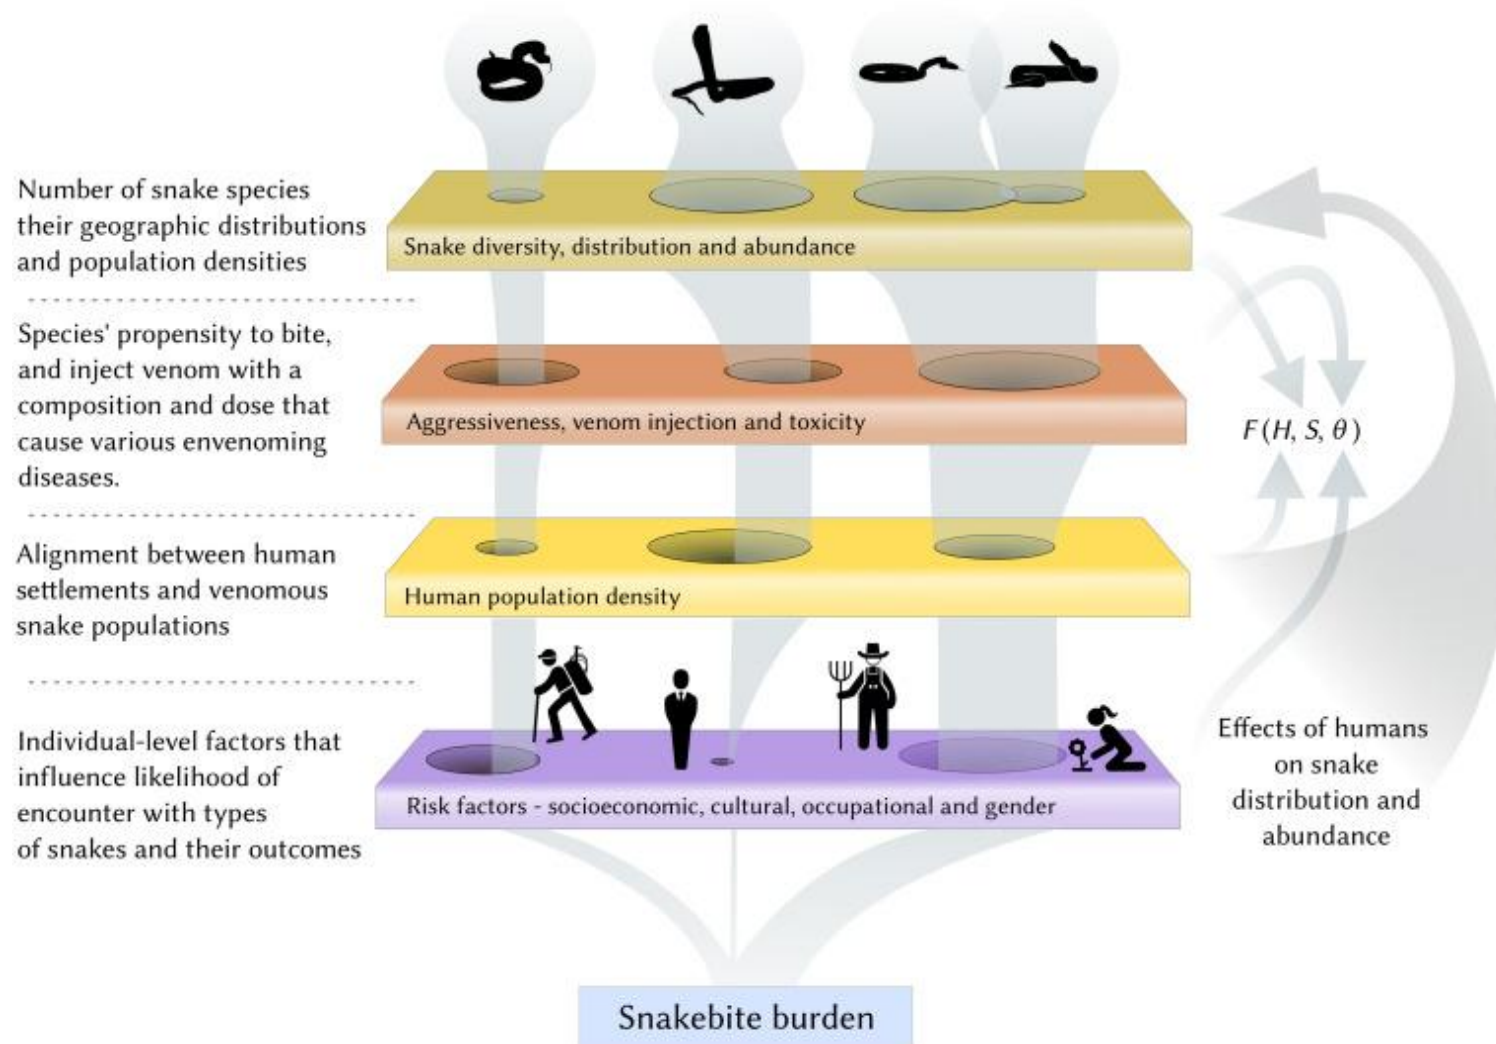 Number of snake species
their geographic distributions
and population densities
Snake diversity, distribution and abundance
Species' propensity to bite,
and inject venom with a
composition and dose that
cause various envenoming
diseases.
Aggressiveness, venom injection and toxicity
F(H, S, θ)
Alignment between human
settlements and venomous
snake populations
Human population density
Individual-level factors that
influence likelihood of
encounter with types
of snakes and their outcomes
Risk factors - socioeconomic, cultural, occupational and gender
Effects of humans
on snake
distribution and
abundance
Snakebite burden